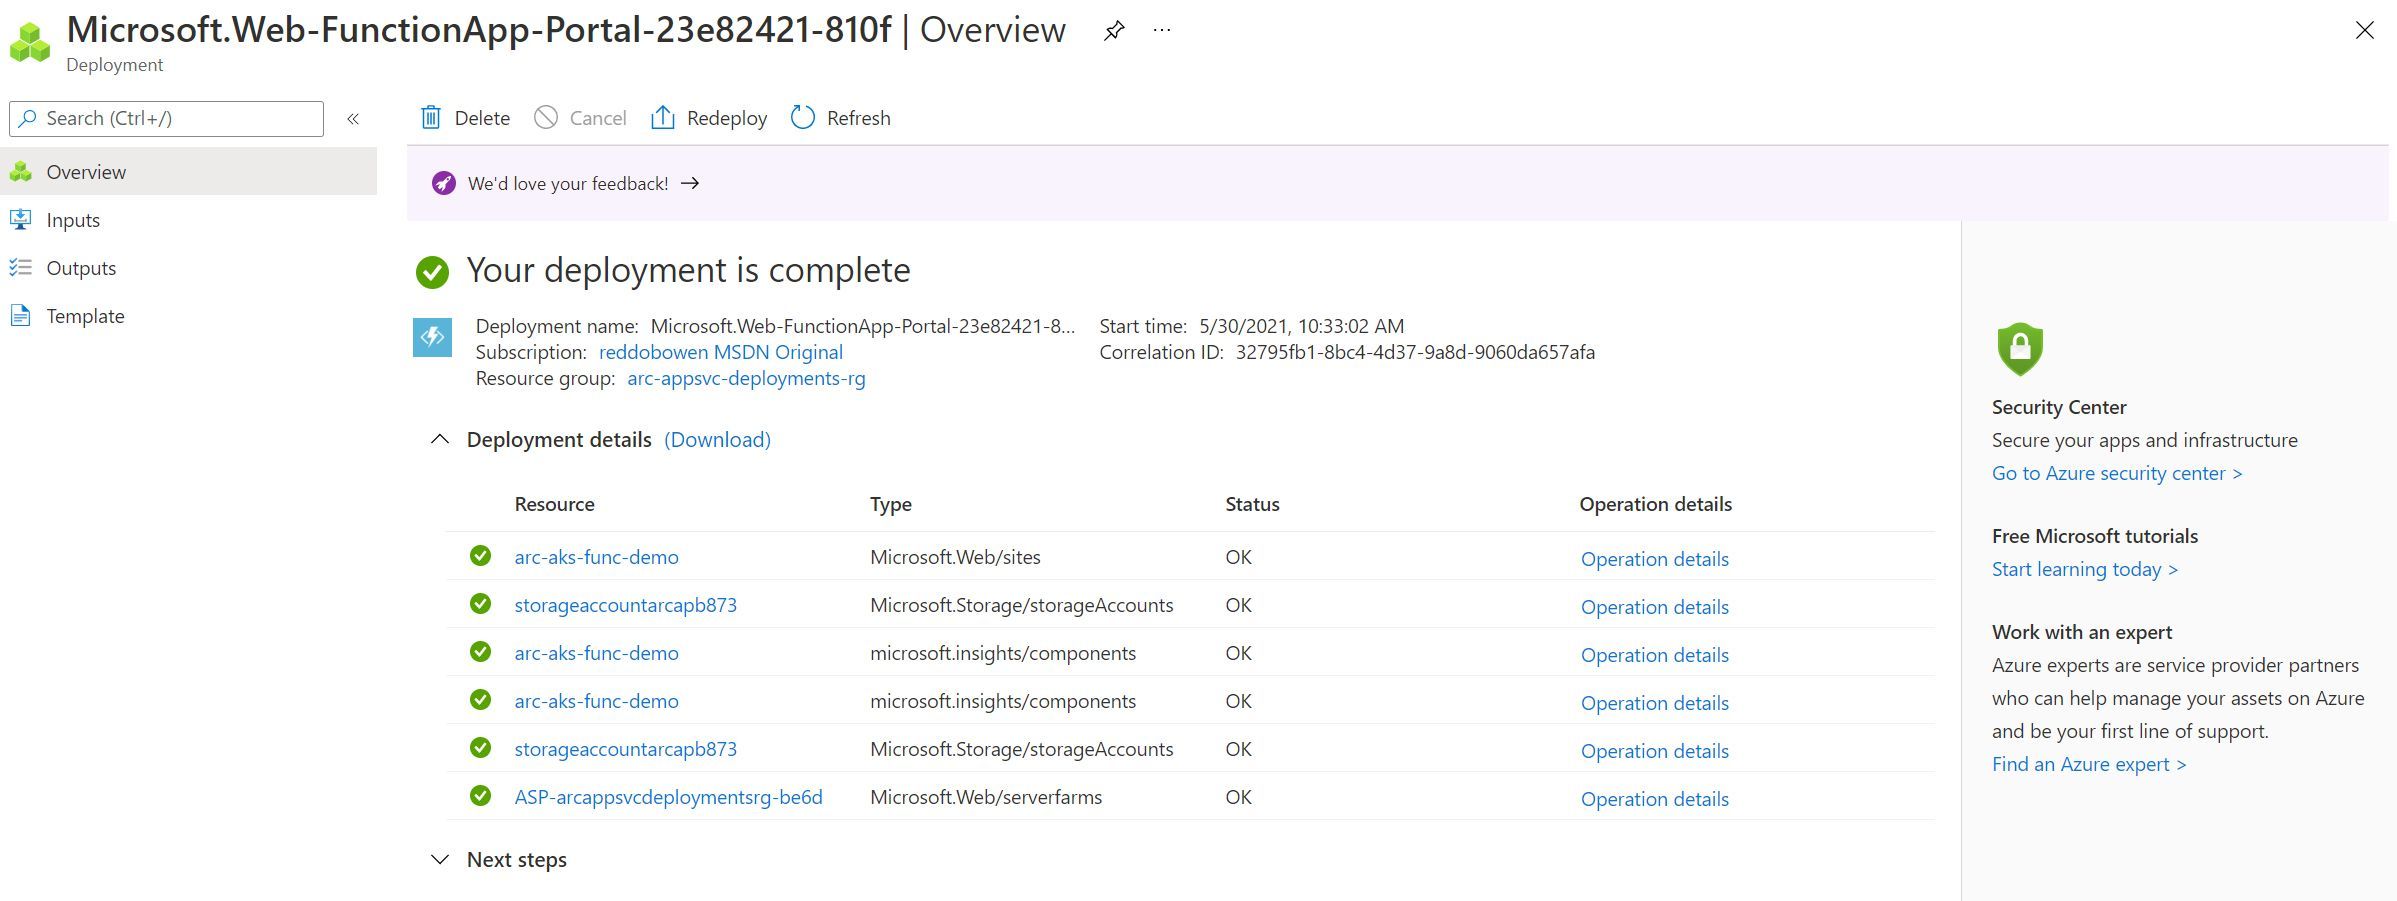 Microsoft.Web-FunctionApp-Portal-23e82421-810f | Overview
Deployment
Search (Ctrl+/)
Overview
Inputs
Outputs
Template
Delete Cancel Redeploy Refresh
We'd love your feedback!
Your deployment is complete
Deployment name: Microsoft.Web-FunctionApp-Portal-23e82421-8... Start time: 5/30/2021, 10:33:02 AM
Subscription: reddobowen MSDN Original Correlation ID: 32795fb1-8bc4-4d37-9a8d-9060da657afa
Resource group: arc-appsvc-deployments-rg
Deployment details (Download)
Resource Type Status Operation details
arc-aks-func-demo Microsoft.Web/sites OK Operation details
storageaccountarcapb873 Microsoft.Storage/storageAccounts OK Operation details
arc-aks-func-demo microsoft.insights/components OK Operation details
arc-aks-func-demo microsoft.insights/components OK Operation details
storageaccountarcapb873 Microsoft.Storage/storageAccounts OK Operation details
ASP-arcappsvcdeploymentsrg-be6d Microsoft.Web/serverfarms OK Operation details
Next steps
Security Center
Secure your apps and infrastructure
Go to Azure security center >
Free Microsoft tutorials
Start learning today >
Work with an expert
Azure experts are service provider partners
who can help manage your assets on Azure
and be your first line of support.
Find an Azure expert >